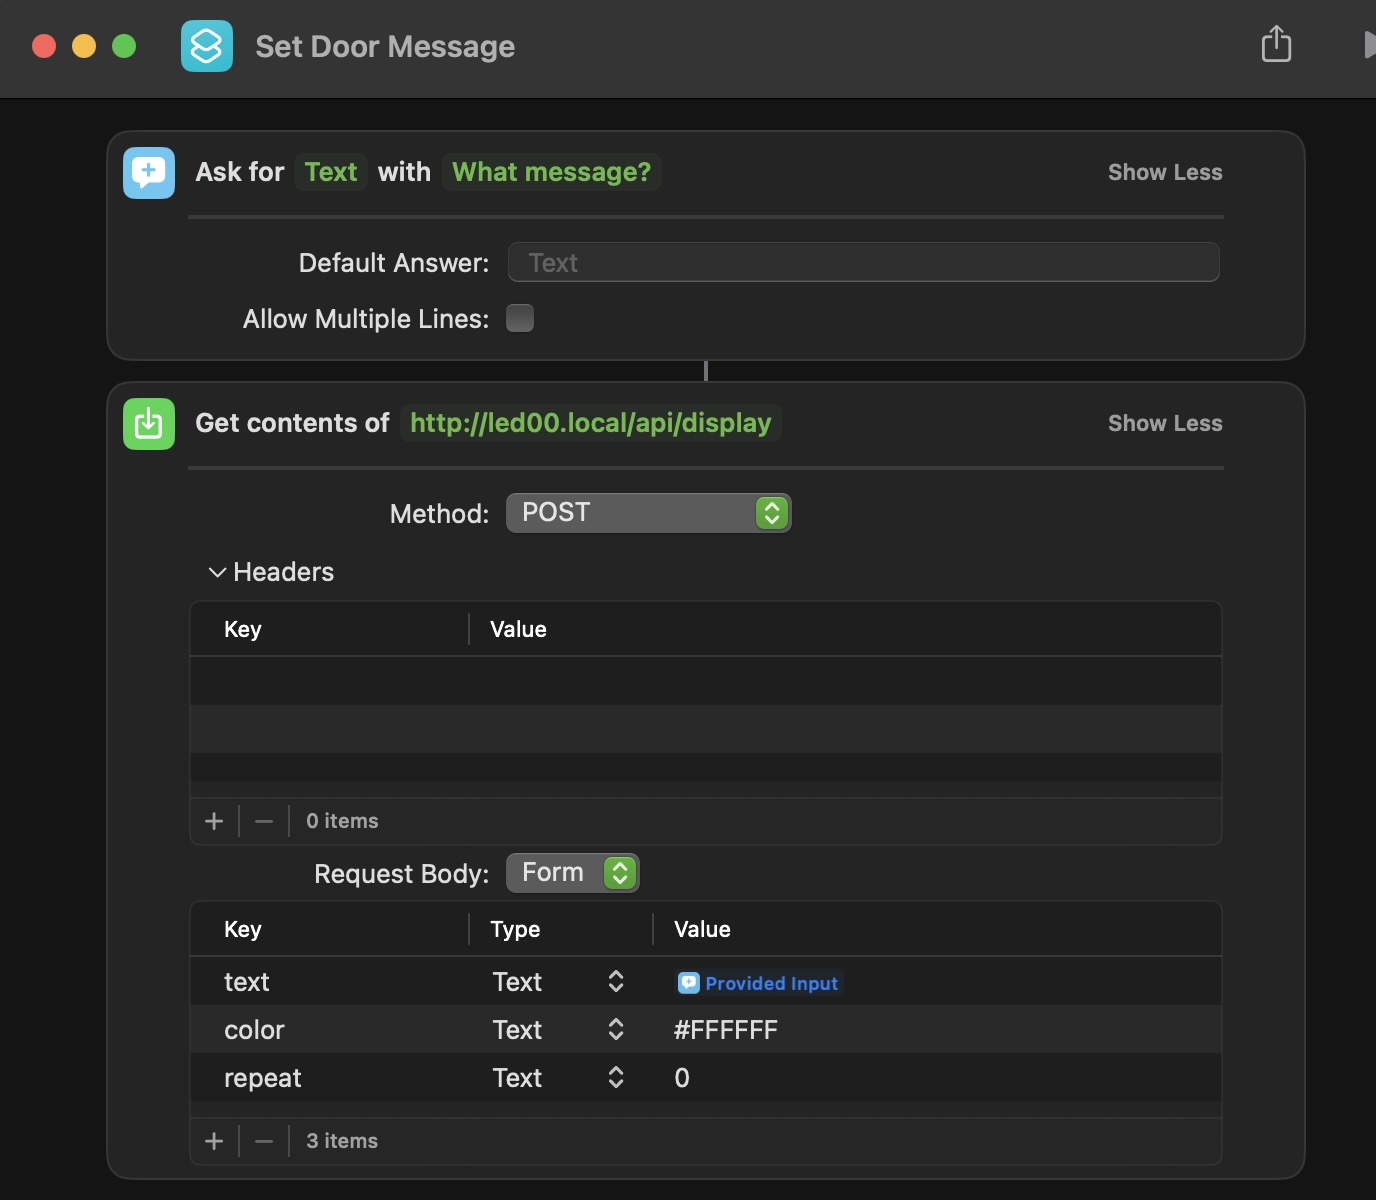 Set Door Message
Ask for Text with What message? Show Less
Default Answer: Text
Allow Multiple Lines:
Get contents of http://led00.local/api/display Show Less
Method: POST
Headers
Key Value
+ − 0 items
Request Body: Form
Key Type Value
text Text Provided Input
color Text #FFFFFF
repeat Text 0
+ − 3 items